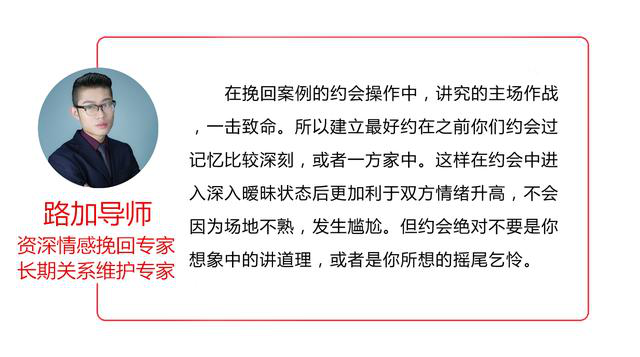 在挽回案例的约会操作中，讲究的主场作战
，一击致命。所以建立最好约在之前你们约会过
记忆比较深刻，或者一方家中。这样在约会中进
入深入暧昧状态后更加利于双方情绪升高，不会
因为场地不熟，发生尴尬。但约会绝对不要是你
想象中的讲道理，或者是你所想的摇尾乞怜。
路加导师
资深情感挽回专家
长期关系维护专家